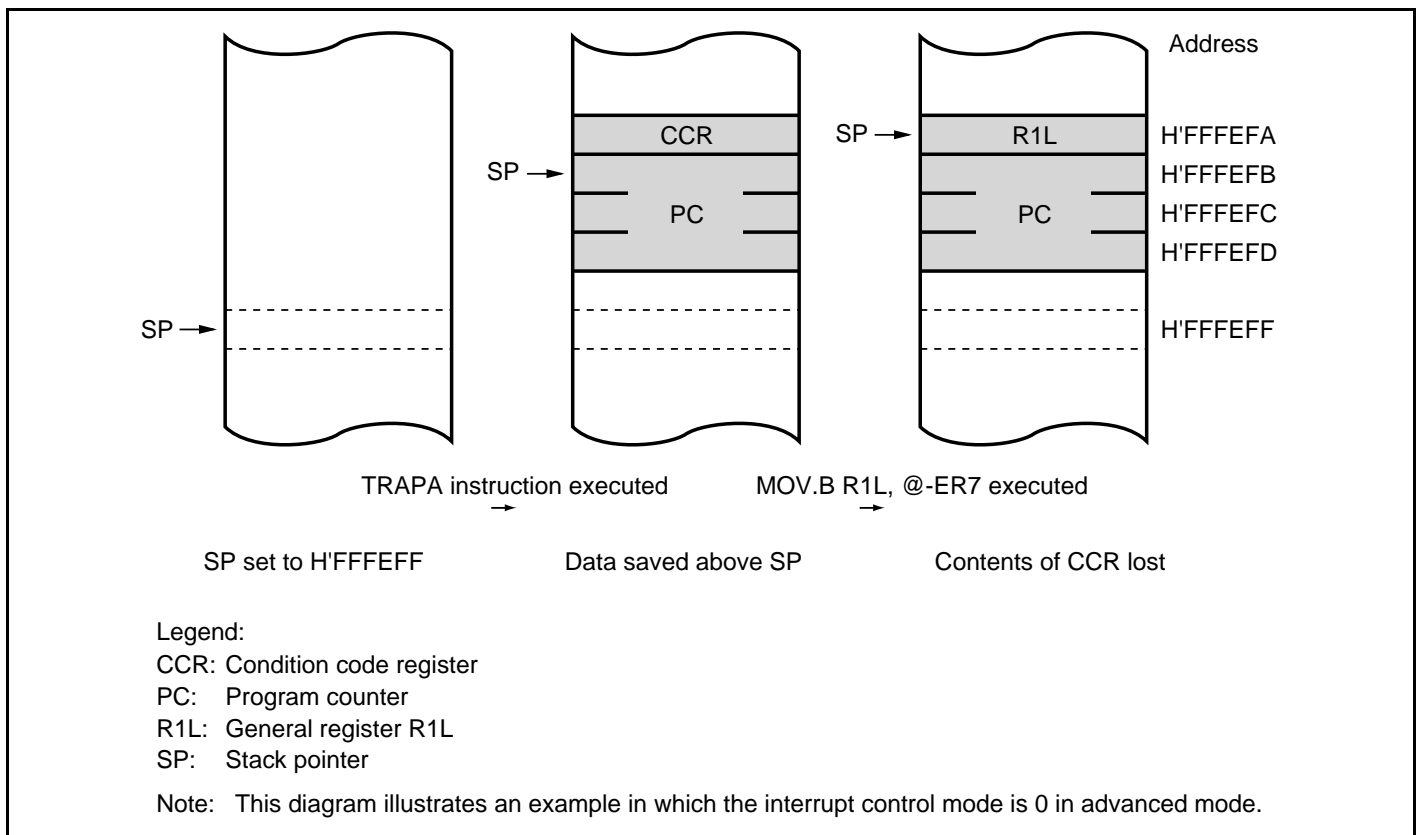 Address
CCR
SP
R1L
H'FFFEFA
SP
H'FFFEFB
PC
PC
H'FFFEFC
H'FFFEFD
SP
H'FFFEFF
TRAPA instruction executed
MOV.B R1L, @-ER7 executed
SP set to H'FFFEFF
Data saved above SP
Contents of CCR lost
Legend:
CCR: Condition code register
PC: Program counter
R1L: General register R1L
SP: Stack pointer
Note: This diagram illustrates an example in which the interrupt control mode is 0 in advanced mode.